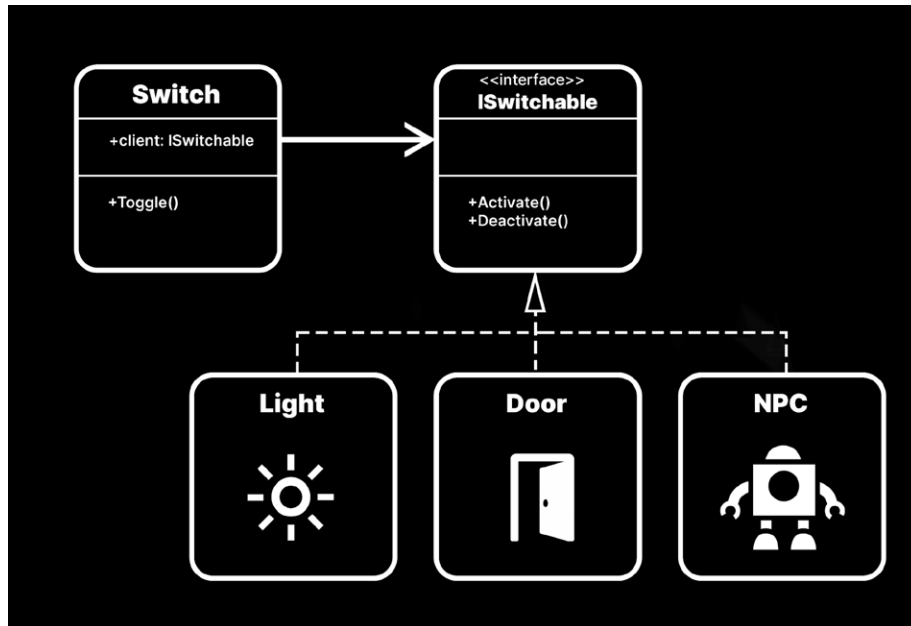 Switch
+client: ISwitchable
+Toggle()
<<interface>>
ISwitchable
+Activate()
+Deactivate()
Light
Door
NPC